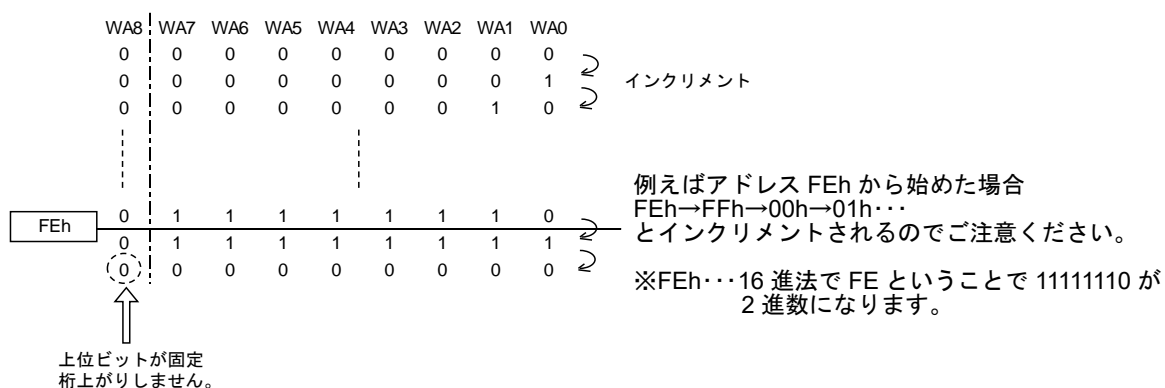 WA8 WA7 WA6 WA5 WA4 WA3 WA2 WA1 WA0
0 0 0 0 0 0 0 0 0
0 0 0 0 0 0 0 0 1
0 0 0 0 0 0 0 1 0
インクリメント
FEh
0 1 1 1 1 1 1 1 0
0 1 1 1 1 1 1 1 1
0 0 0 0 0 0 0 0 0
例えばアドレス FEh から始めた場合
FEh→FFh→00h→01h･･･
とインクリメントされるのでご注意ください。
※FEh･･･16 進法で FE ということで 11111110 が
2 進数になります。
上位ビットが固定
桁上がりしません。